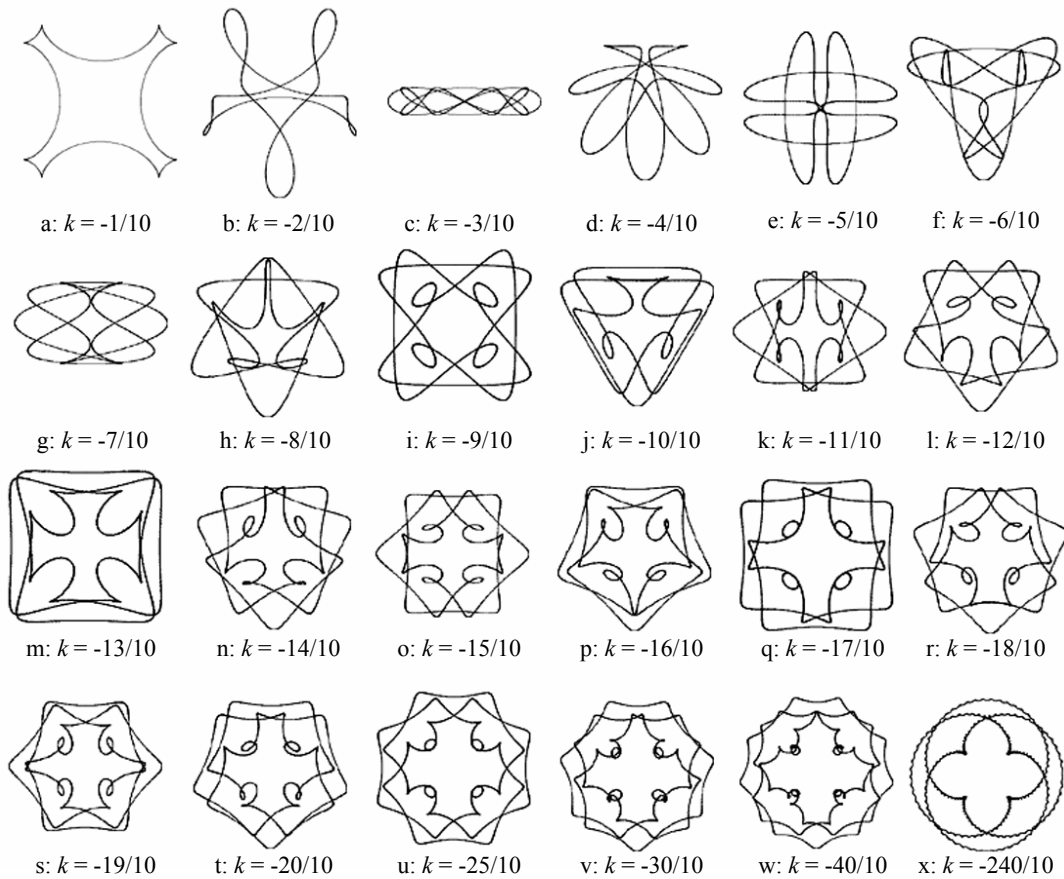 a: k = -1/10 b: k = -2/10 c: k = -3/10 d: k = -4/10 e: k = -5/10 f: k = -6/10
g: k = -7/10 h: k = -8/10 i: k = -9/10 j: k = -10/10 k: k = -11/10 l: k = -12/10
m: k = -13/10 n: k = -14/10 o: k = -15/10 p: k = -16/10 q: k = -17/10 r: k = -18/10
s: k = -19/10 t: k = -20/10 u: k = -25/10 v: k = -30/10 w: k = -40/10 x: k = -240/10